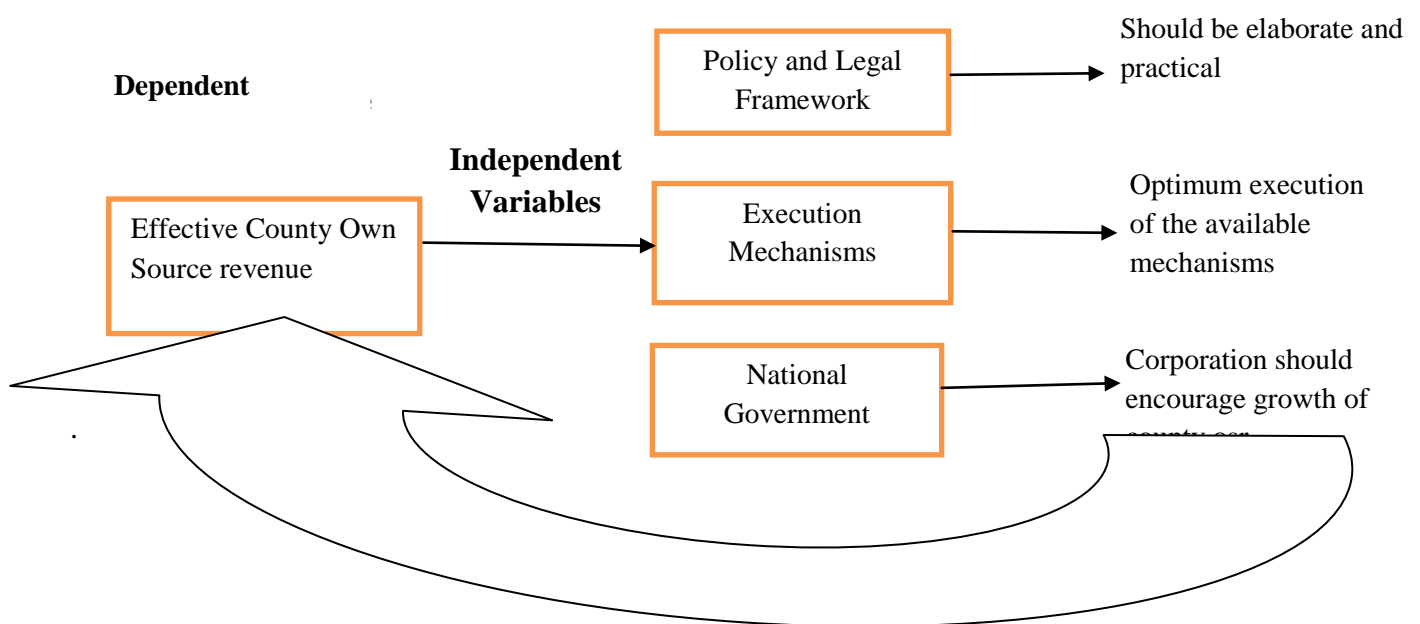 Dependent
Independent
Variables
Effective County Own
Source revenue
Policy and Legal
Framework
Execution
Mechanisms
National
Government
Should be elaborate and
practical
Optimum execution
of the available
mechanisms
Corporation should
encourage growth of